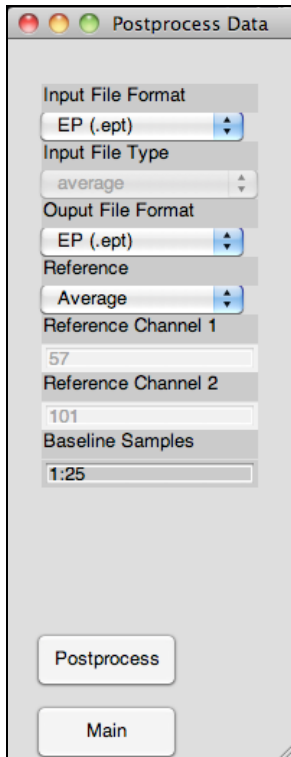 Postprocess Data
Input File Format
EP (.ept)
Input File Type
average
Ouput File Format
EP (.ept)
Reference
Average
Reference Channel 1
57
Reference Channel 2
101
Baseline Samples
1:25
Postprocess
Main